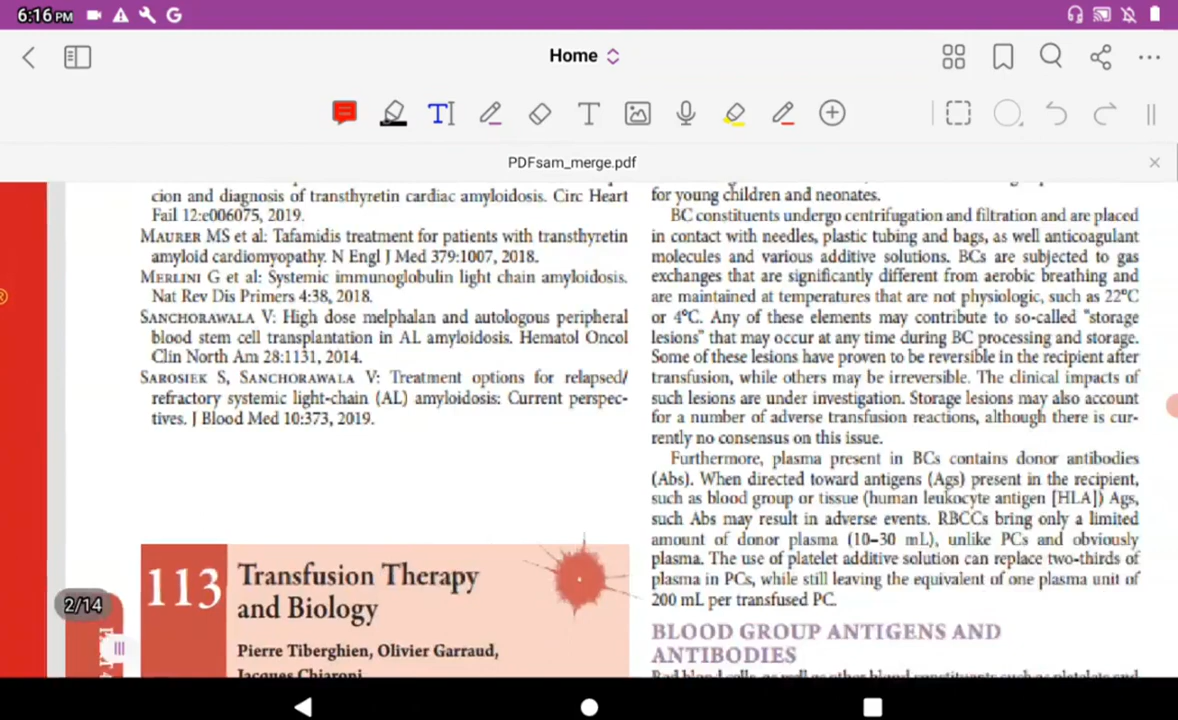 6:16 PM
Home
PDFsam_merge.pdf
cion and diagnosis of transthyretin cardiac amyloidosis. Circ Heart
Fail 12:e006075, 2019.
MAURER MS et al: Tafamidis treatment for patients with transthyretin
amyloid cardiomyopathy. N Engl J Med 379:1007, 2018.
MERLINI G et al: Systemic immunoglobulin light chain amyloidosis.
Nat Rev Dis Primers 4:38, 2018.
SANCHORAWALA V: High dose melphalan and autologous peripheral
blood stem cell transplantation in AL amyloidosis. Hematol Oncol
Clin North Am 28:1131, 2014.
SAROSIEK S, SANCHORAWALA V: Treatment options for relapsed/
refractory systemic light-chain (AL) amyloidosis: Current perspec-
tives. J Blood Med 10:373, 2019.
2/14
113
Transfusion Therapy
and Biology
Pierre Tiberghien, Olivier Garraud,
Jacques Chiaroni
for young children and neonates.
BC constituents undergo centrifugation and filtration and are placed
in contact with needles, plastic tubing and bags, as well anticoagulant
molecules and various additive solutions. BCs are subjected to gas
exchanges that are significantly different from aerobic breathing and
are maintained at temperatures that are not physiologic, such as 22°C
or 4°C. Any of these elements may contribute to so-called "storage
lesions" that may occur at any time during BC processing and storage.
Some of these lesions have proven to be reversible in the recipient after
transfusion, while others may be irreversible. The clinical impacts of
such lesions are under investigation. Storage lesions may also account
for a number of adverse transfusion reactions, although there is cur-
rently no consensus on this issue.
Furthermore, plasma present in BCs contains donor antibodies
(Abs). When directed toward antigens (Ags) present in the recipient,
such as blood group or tissue (human leukocyte antigen [HLA]) Ags,
such Abs may result in adverse events. RBCCs bring only a limited
amount of donor plasma (10–30 mL), unlike PCs and obviously
plasma. The use of platelet additive solution can replace two-thirds of
plasma in PCs, while still leaving the equivalent of one plasma unit of
200 mL per transfused PC.
BLOOD GROUP ANTIGENS AND
ANTIBODIES